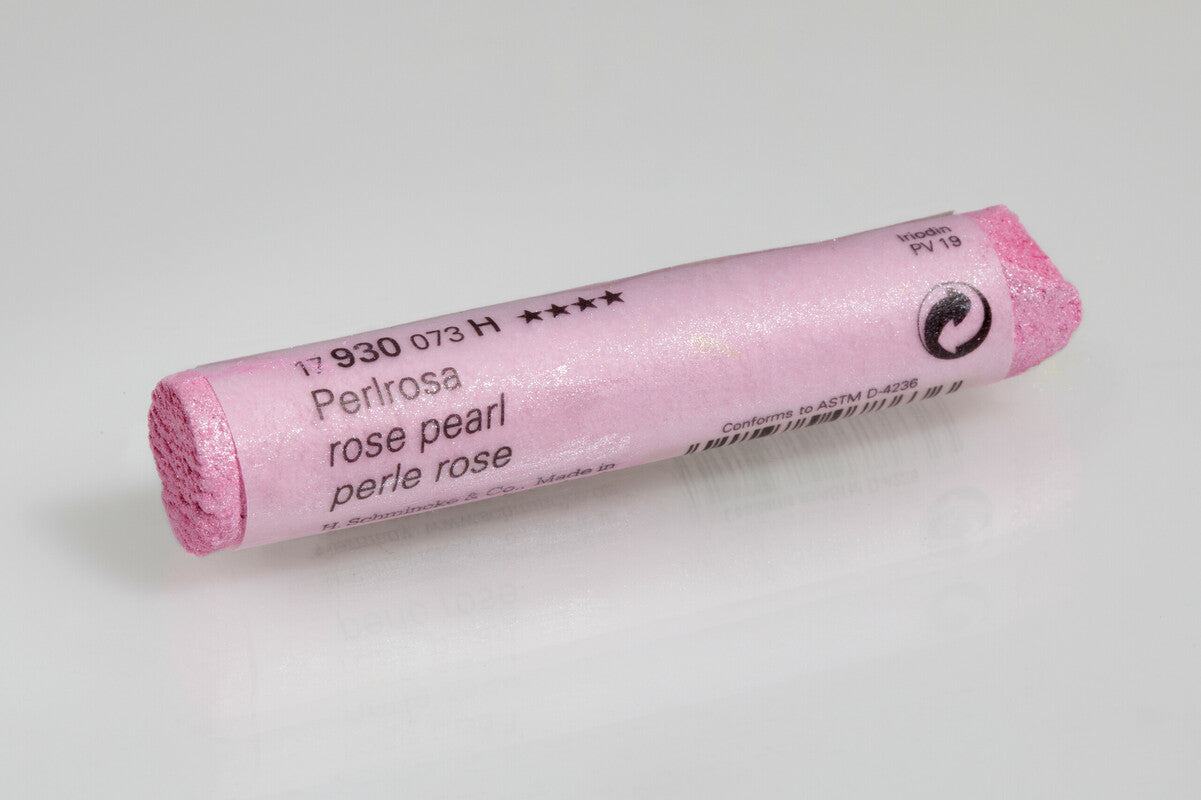 17 930 073 H ★★★★
Perlrosa
rose pearl
perle rose
H. Schmincke & Co., Made in
Iriodin
PV 19
Conforms to ASTM D-4236